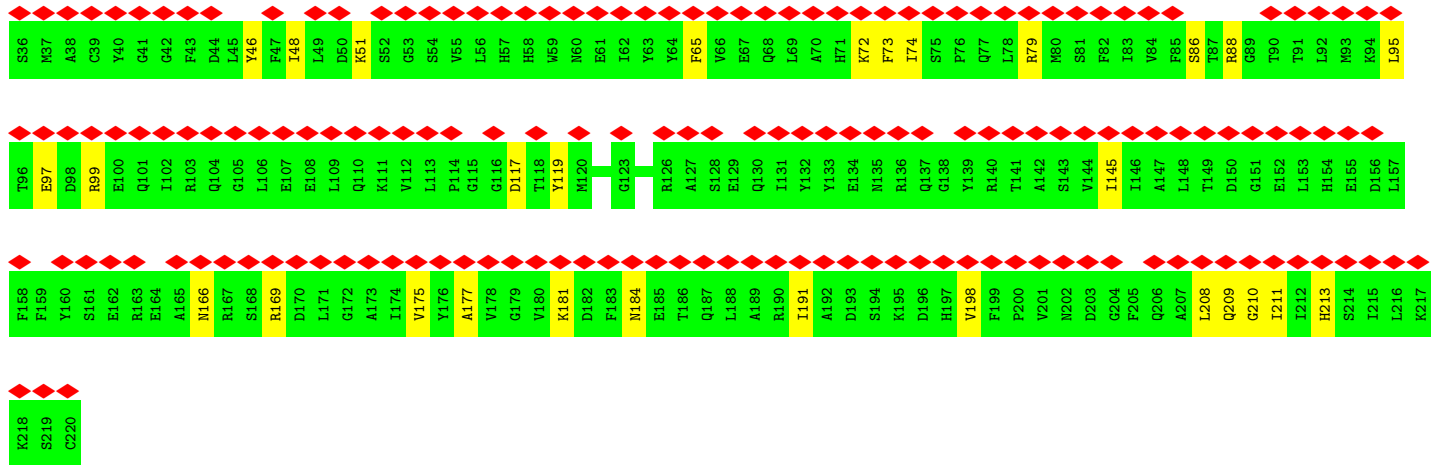 S36 M37 A38 C39 Y40 G41 G42 F43 D44 L45 Y46 F47 I48 L49 D50 K51 S52 G53 S54 V55 L56 H57 H58 W59 N60 E61 I62 Y63 Y64 F65 V66 E67 Q68 L69 A70 H71 K72 F73 I74 S75 P76 Q77 L78 R79 M80 S81 F82 I83 V84 F85 S86 T87 R88 G89 T90 T91 L92 M93 K94 L95
T96 E97 D98 R99 E100 Q101 I102 R103 Q104 G105 L106 E107 E108 L109 Q110 K111 V112 L113 P114 G115 G116 D117 T118 Y119 M120 G123 R126 A127 S128 E129 Q130 I131 Y132 Y133 E134 N135 R136 Q137 G138 Y139 R140 T141 A142 S143 V144 I145 I146 A147 L148 T149 D150 G151 E152 L153 H154 E155 D156 L157
F158 F159 Y160 S161 E162 R163 E164 A165 N166 R167 S168 R169 D170 L171 G172 A173 I174 V175 Y176 A177 V178 G179 V180 K181 D182 F183 N184 E185 T186 Q187 L188 A189 R190 I191 A192 D193 S194 K195 D196 H197 V198 F199 P200 V201 N202 D203 G204 F205 Q206 A207 L208 Q209 G210 I211 I212 H213 S214 I215 L216 K217
K218 S219 C220